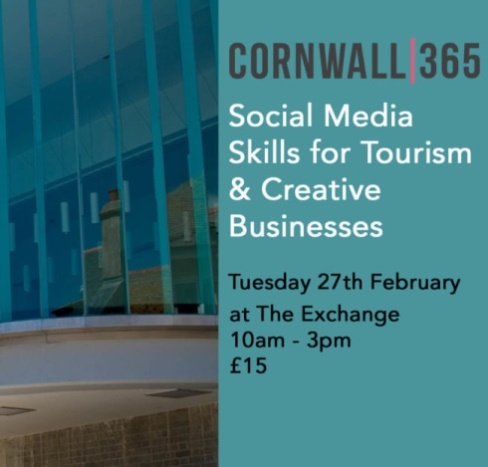 CORNWALL|365
Social Media
Skills for Tourism
& Creative
Businesses
Tuesday 27th February
at The Exchange
10am - 3pm
£15